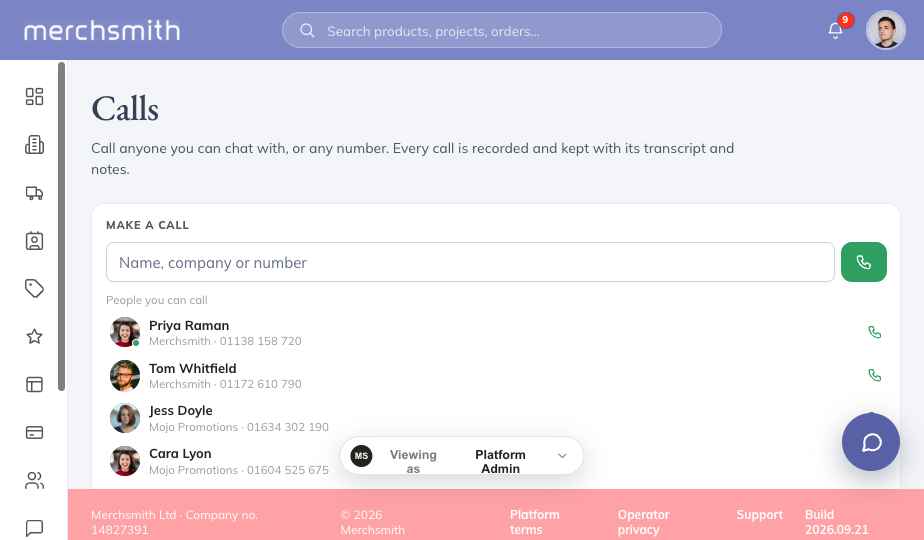 merchsmith
Search products, projects, orders...
9
Calls
Call anyone you can chat with, or any number. Every call is recorded and kept with its transcript and
notes.
MAKE A CALL
Name, company or number
People you can call
Priya Raman
Merchsmith · 01138 158 720
Tom Whitfield
Merchsmith · 01172 610 790
Jess Doyle
Mojo Promotions · 01634 302 190
Cara Lyon
Mojo Promotions · 01604 525 675
MS
Viewing as
Platform Admin
Merchsmith Ltd · Company no.
14827391
© 2026
Merchsmith
Platform
terms
Operator
privacy
Support
Build
2026.09.21